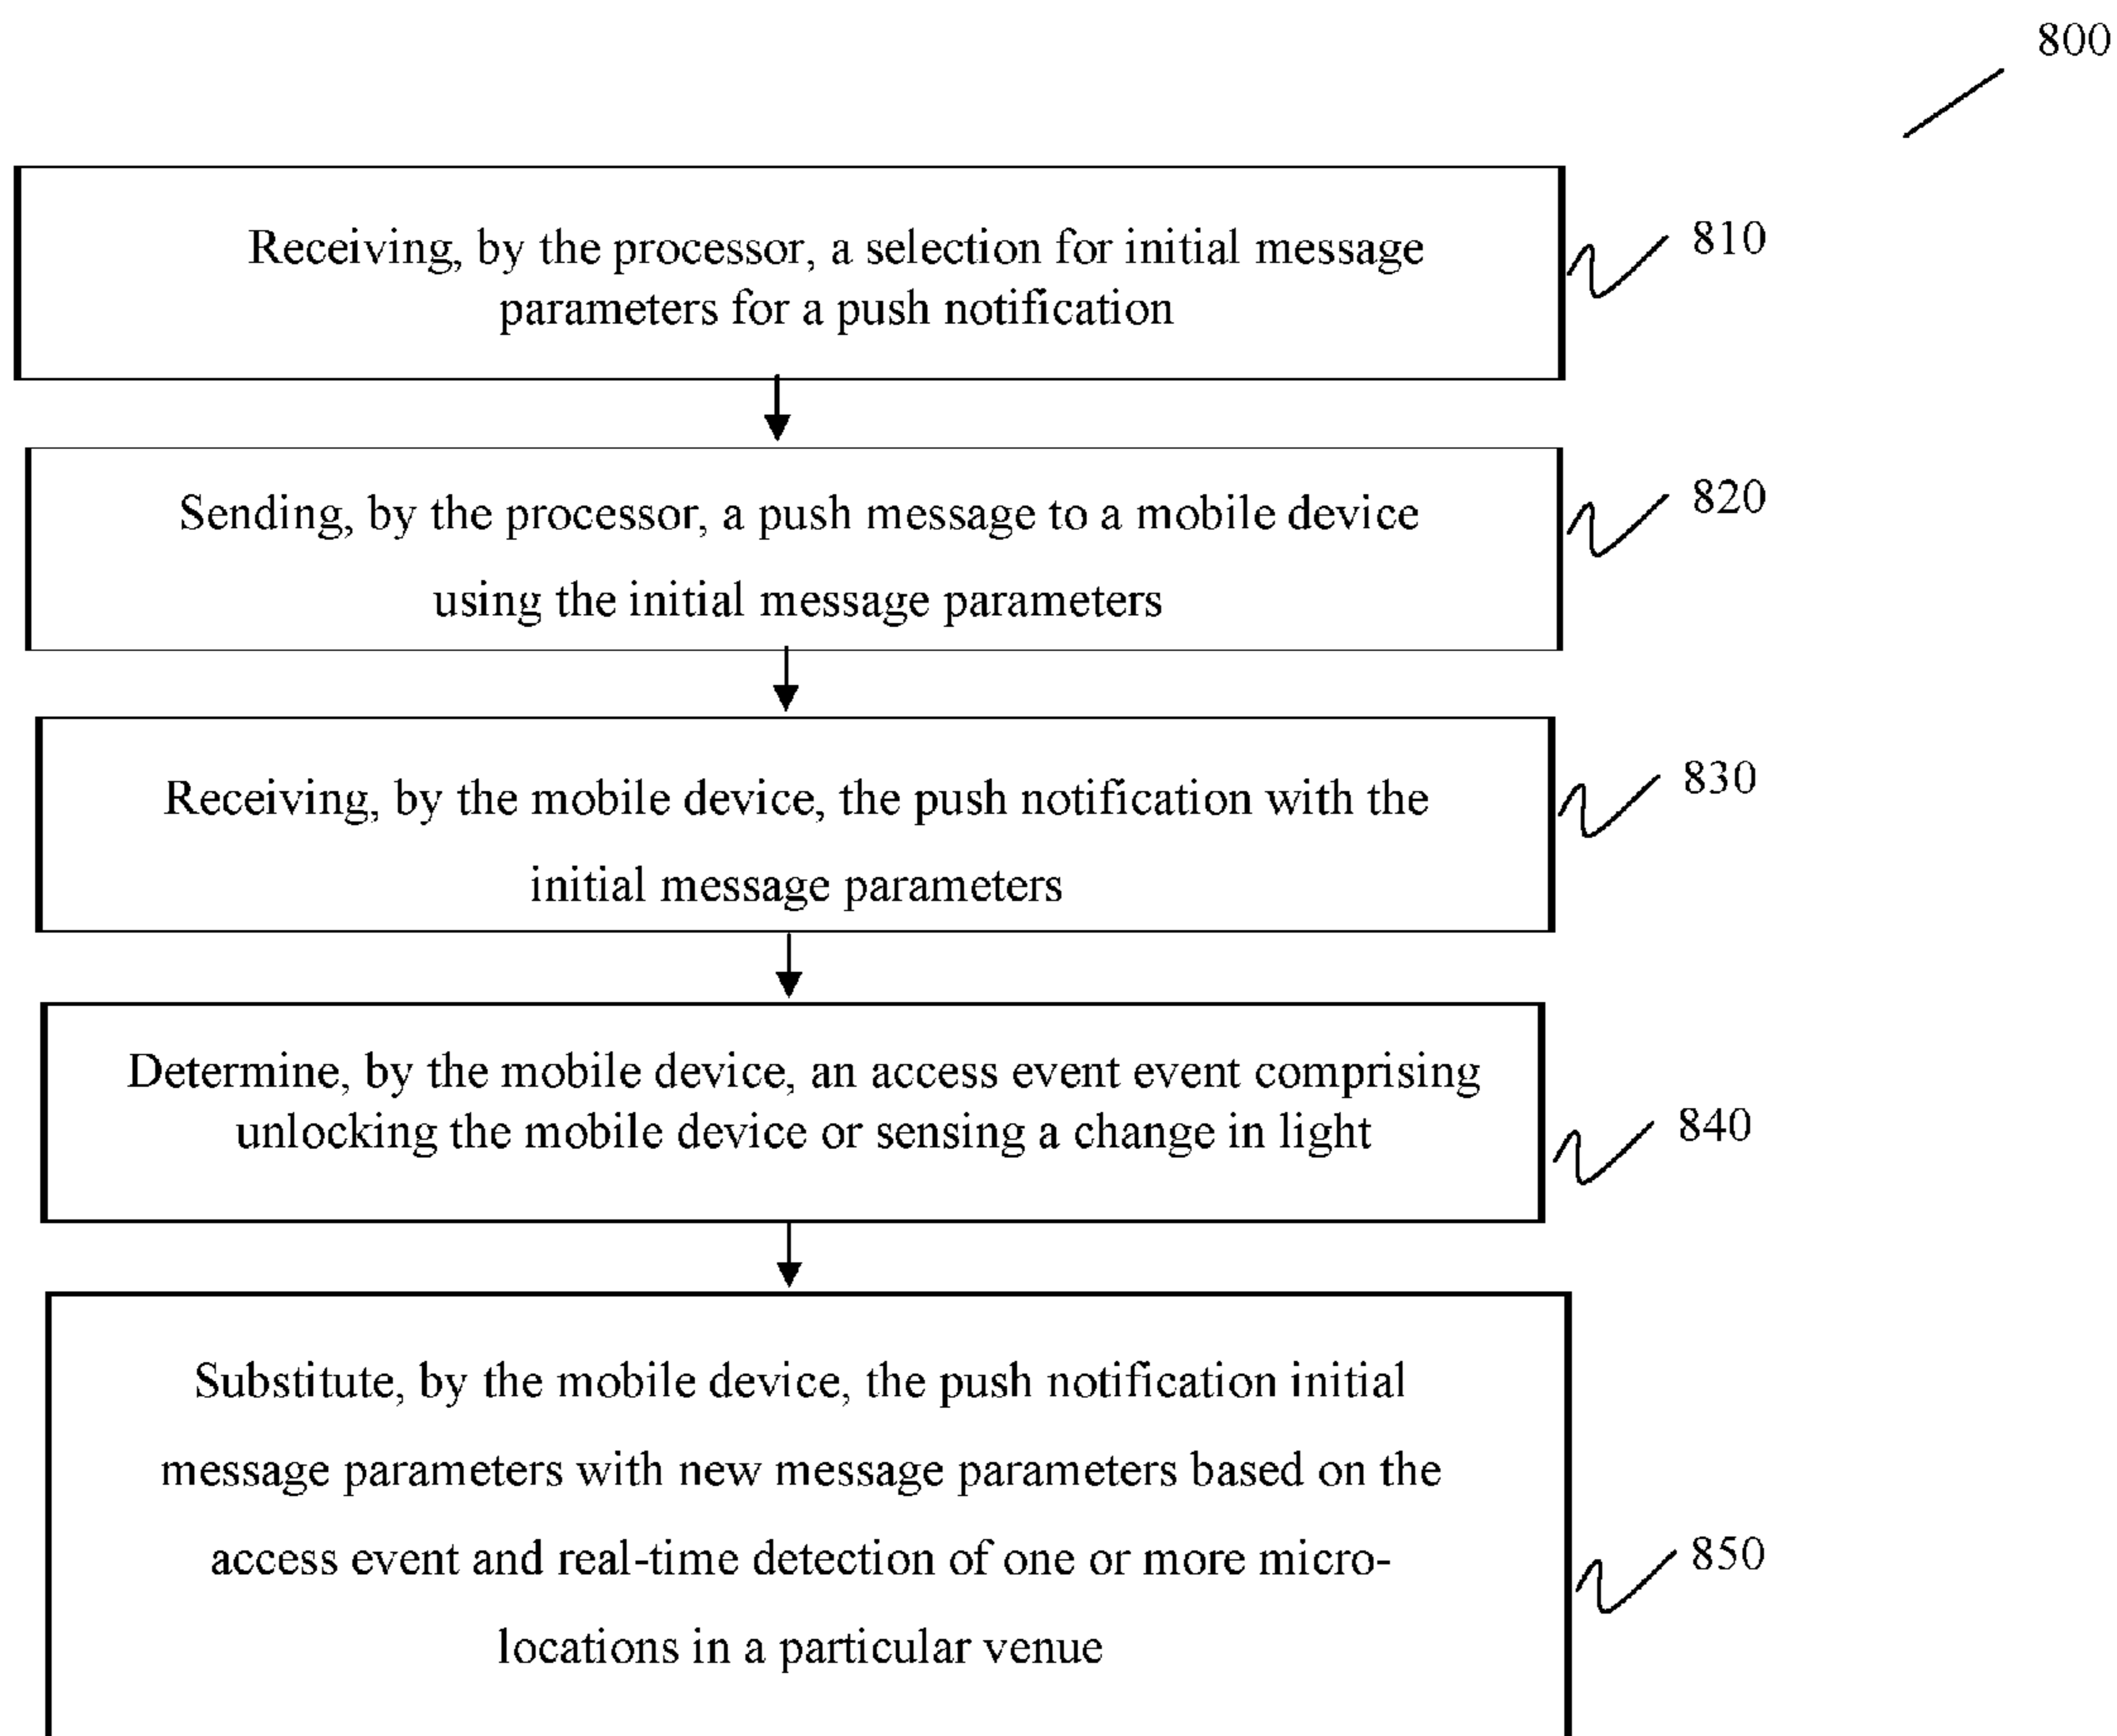 800
Receiving, by the processor, a selection for initial message
parameters for a push notification
810
Sending, by the processor, a push message to a mobile device
using the initial message parameters
820
Receiving, by the mobile device, the push notification with the
initial message parameters
830
Determine, by the mobile device, an access event event comprising
unlocking the mobile device or sensing a change in light
840
Substitute, by the mobile device, the push notification initial
message parameters with new message parameters based on the
access event and real-time detection of one or more micro-
locations in a particular venue
850